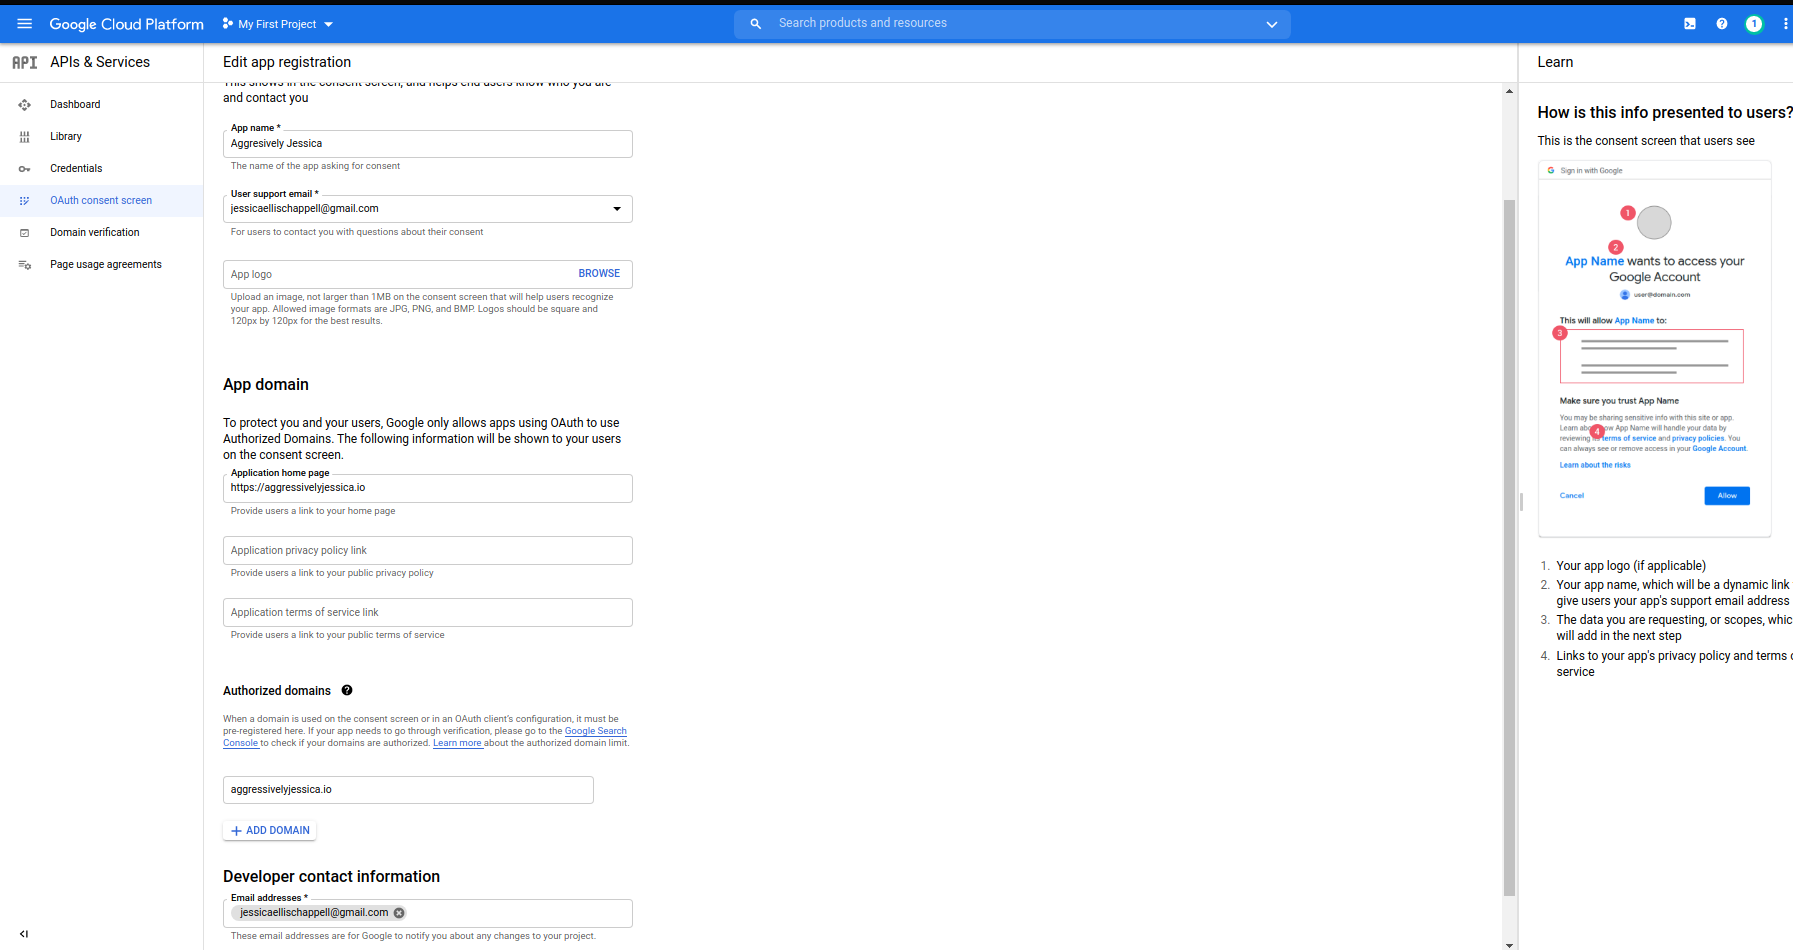 Google Cloud Platform
My First Project
Search products and resources
1
API
APIs & Services
Dashboard
Library
Credentials
OAuth consent screen
Domain verification
Page usage agreements
Edit app registration
This shows in the consent screen, and helps end users know who you are
and contact you
App name *
Aggresively Jessica
The name of the app asking for consent
User support email *
jessicaellischappell@gmail.com
For users to contact you with questions about their consent
App logo
BROWSE
Upload an image, not larger than 1MB on the consent screen that will help users recognize
your app. Allowed image formats are JPG, PNG, and BMP. Logos should be square and
120px by 120px for the best results.
App domain
To protect you and your users, Google only allows apps using OAuth to use
Authorized Domains. The following information will be shown to your users
on the consent screen.
Application home page
https://aggressivelyjessica.io
Provide users a link to your home page
Application privacy policy link
Provide users a link to your public privacy policy
Application terms of service link
Provide users a link to your public terms of service
Authorized domains
When a domain is used on the consent screen or in an OAuth client's configuration, it must be
pre-registered here. If your app needs to go through verification, please go to the Google Search
Console to check if your domains are authorized. Learn more about the authorized domain limit.
aggressivelyjessica.io
ADD DOMAIN
Developer contact information
Email addresses *
jessicaellischappell@gmail.com
These email addresses are for Google to notify you about any changes to your project.
Learn
How is this info presented to users?
This is the consent screen that users see
Sign in with Google
1
2
App Name wants to access your
Google Account
user@domain.com
This will allow App Name to:
3
Make sure you trust App Name
You may be sharing sensitive info with this site or app.
Learn App Name will handle your data by
4
reviewing terms of service and privacy policies. You
can always see or remove access in your Google Account.
Learn about the risks
Cancel
Allow
1. Your app logo (if applicable)
2. Your app name, which will be a dynamic link
give users your app's support email address
3. The data you are requesting, or scopes,
will add in the next step
4. Links to your app's privacy policy and terms
service